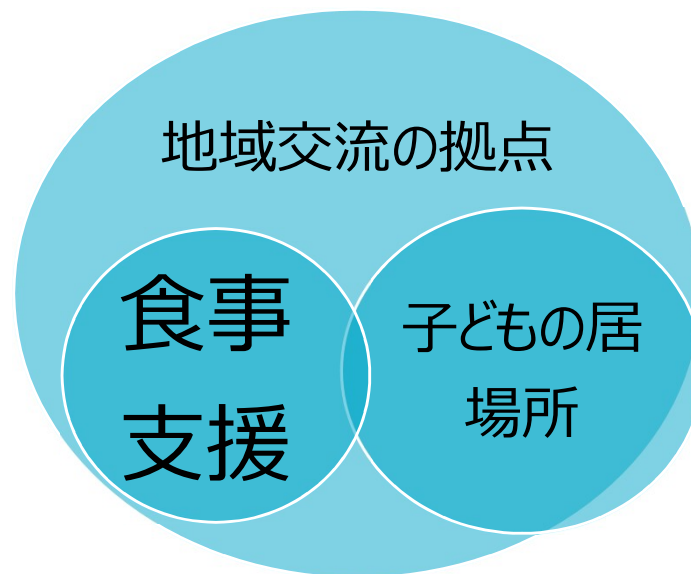 地域交流の拠点
食事
支援
子どもの居
場所